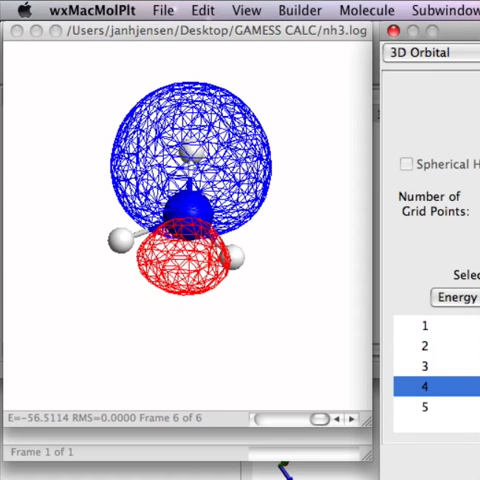 wxMacMolPlt File Edit View Builder Molecule Subwindow
/Users/janhjensen/Desktop/GAMESS CALC/nh3.log
3D Orbital
Spherical H
Number of
Grid Points:
Selec
Energy
1
2
3
4
5
E=-56.5114 RMS=0.0000 Frame 6 of 6
Frame 1 of 1